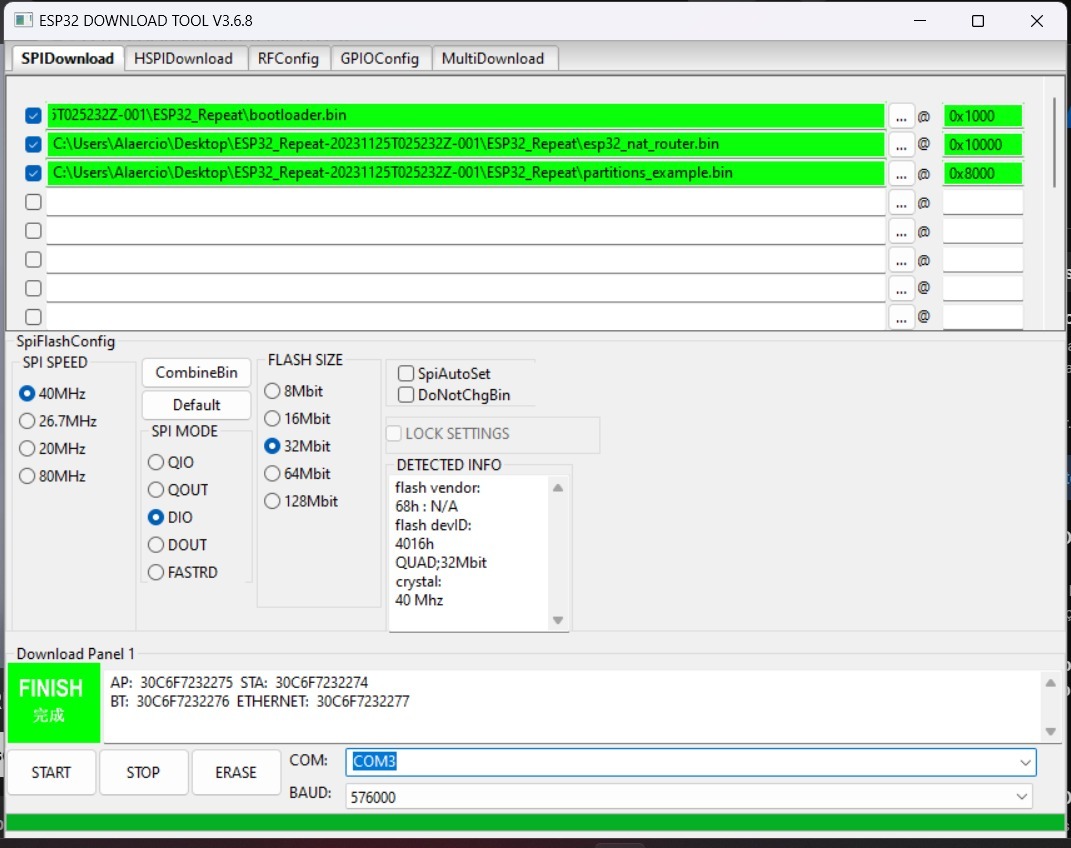 ESP32 DOWNLOAD TOOL V3.6.8
SPIDownload HSPIDownload RFConfig GPIOConfig MultiDownload
5T025232Z-001\ESP32_Repeat\bootloader.bin ... @ 0x1000
C:\Users\Alaercio\Desktop\ESP32_Repeat-20231125T025232Z-001\ESP32_Repeat\esp32_nat_router.bin ... @ 0x10000
C:\Users\Alaercio\Desktop\ESP32_Repeat-20231125T025232Z-001\ESP32_Repeat\partitions_example.bin ... @ 0x8000
... @
... @
... @
... @
... @
SpiFlashConfig
SPI SPEED
40MHz
26.7MHz
20MHz
80MHz
CombineBin
Default
SPI MODE
QIO
QOUT
DIO
DOUT
FASTRD
FLASH SIZE
8Mbit
16Mbit
32Mbit
64Mbit
128Mbit
SpiAutoSet
DoNotChgBin
LOCK SETTINGS
DETECTED INFO
flash vendor:
68h : N/A
flash devID:
4016h
QUAD;32Mbit
crystal:
40 Mhz
Download Panel 1
FINISH
完成
AP: 30C6F7232275 STA: 30C6F7232274
BT: 30C6F7232276 ETHERNET: 30C6F7232277
START STOP ERASE
COM: COM3
BAUD: 576000